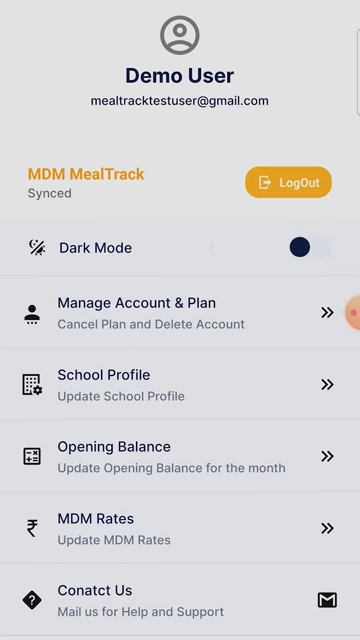 Demo User
mealtracktestuser@gmail.com
MDM MealTrack
Synced
LogOut
Dark Mode
Manage Account & Plan
Cancel Plan and Delete Account
School Profile
Update School Profile
Opening Balance
Update Opening Balance for the month
MDM Rates
Update MDM Rates
Conatct Us
Mail us for Help and Support